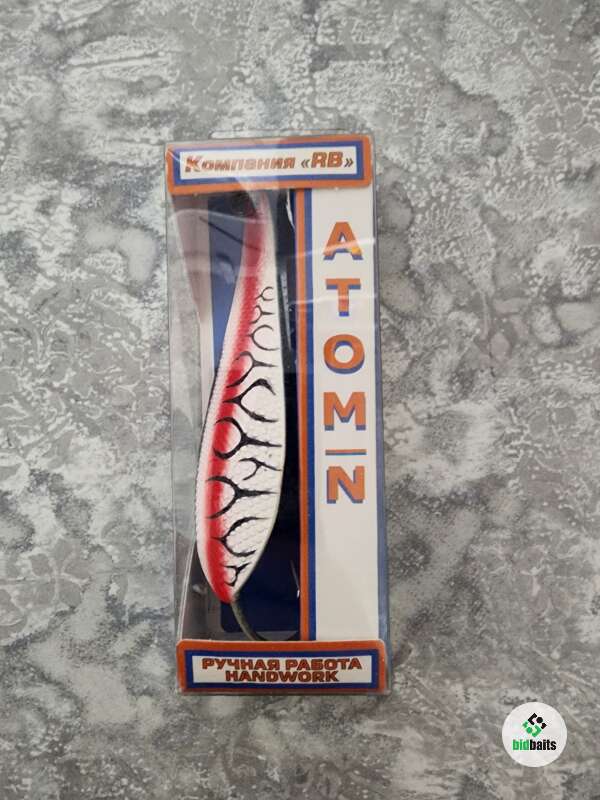 Компания «RB»
ATOM-N
РУЧНАЯ РАБОТА
HANDWORK
bidbaits